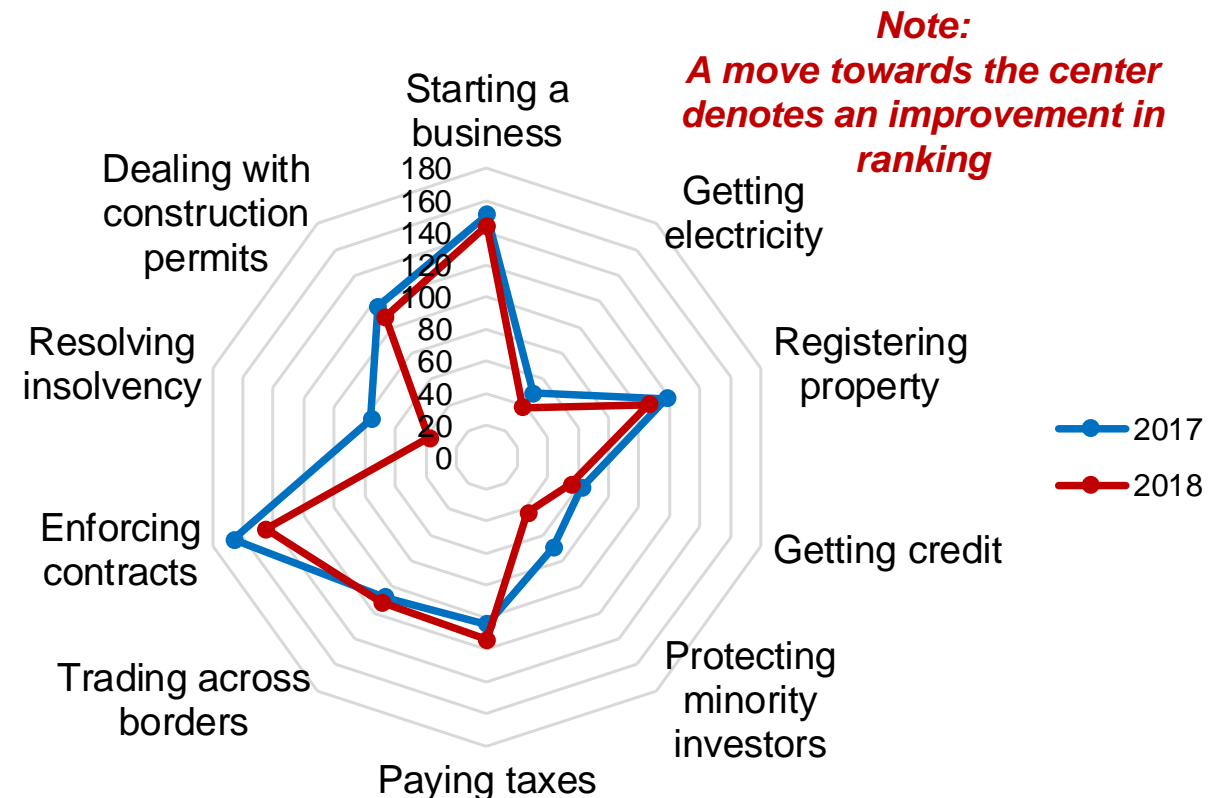 Note:
A move towards the center
denotes an improvement in
ranking
Starting a
business
Getting
electricity
Registering
property
Getting credit
Protecting
minority
investors
Paying taxes
Trading across
borders
Enforcing
contracts
Resolving
insolvency
Dealing with
construction
permits
180
160
140
120
100
80
60
40
20
0
2017
2018